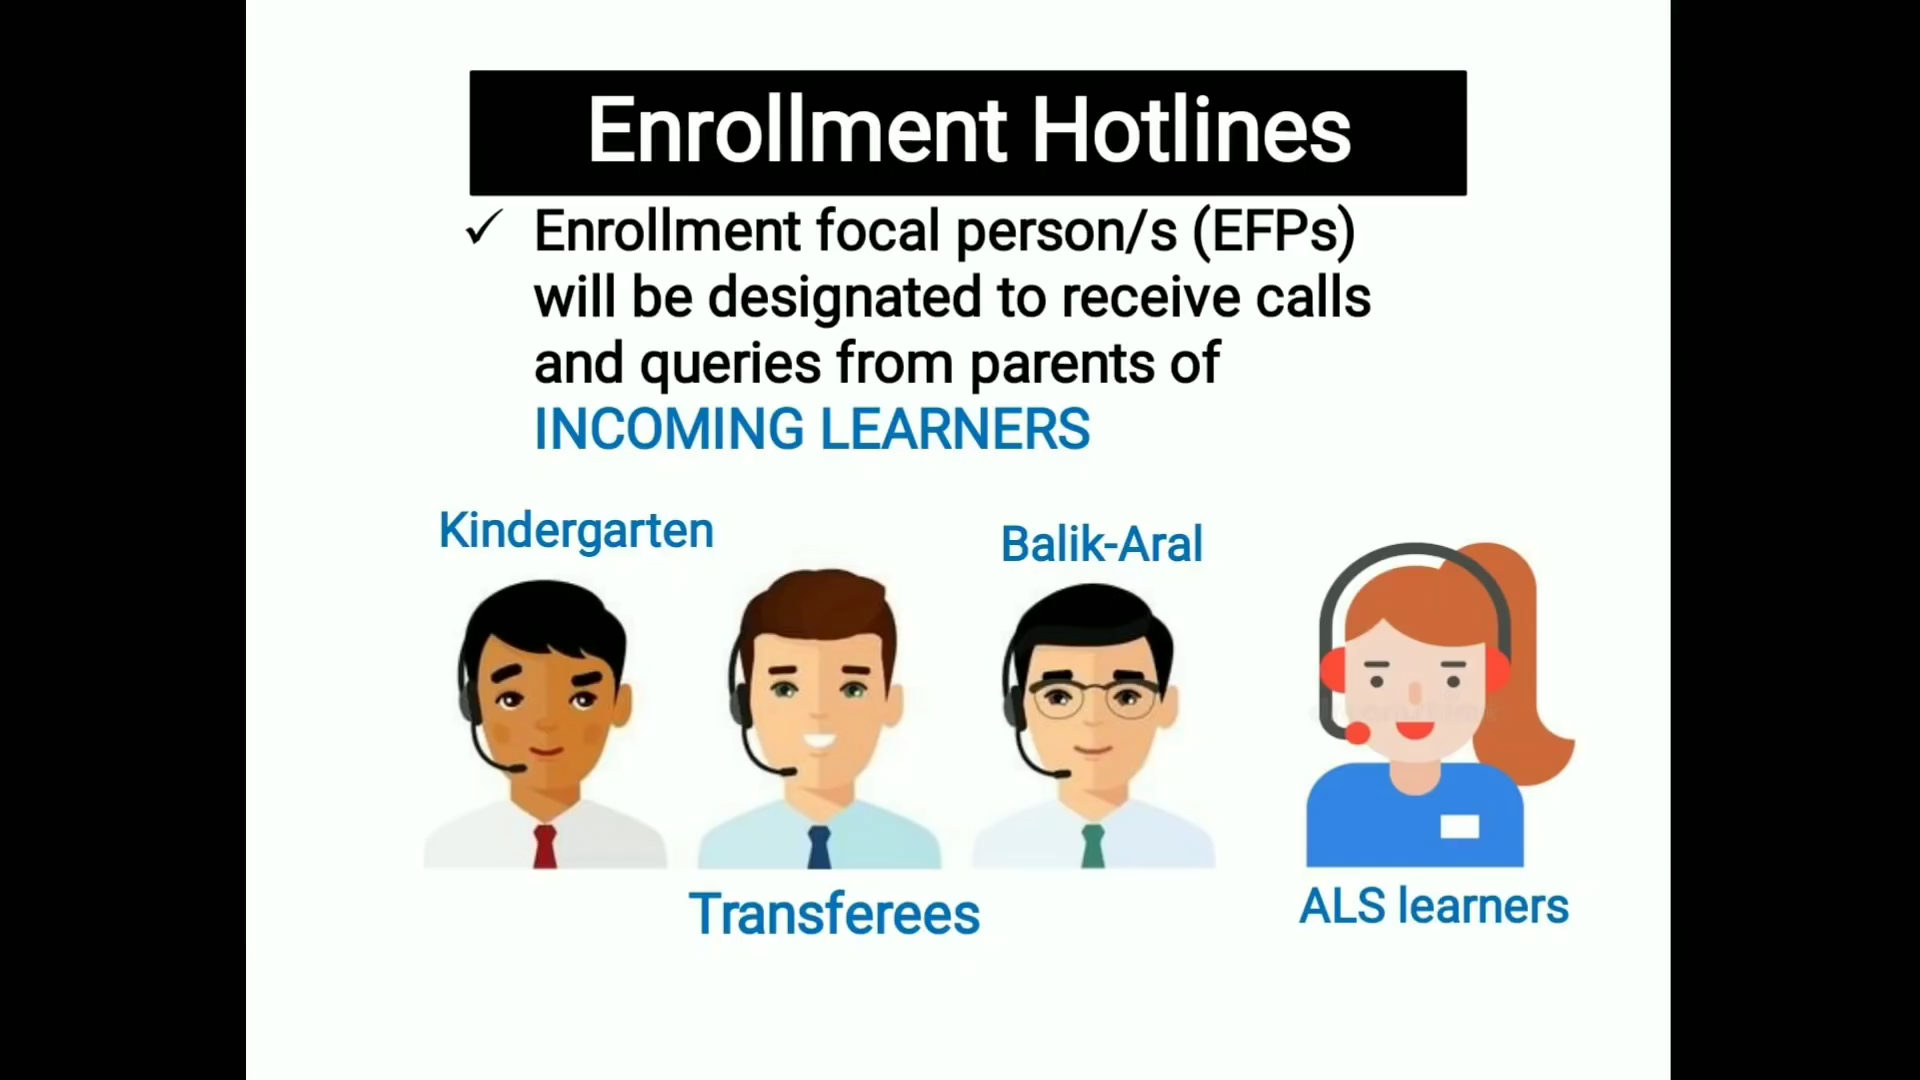 Enrollment Hotlines
✓ Enrollment focal person/s (EFPs)
will be designated to receive calls
and queries from parents of
INCOMING LEARNERS
Kindergarten
Balik-Aral
Transferees
ALS learners